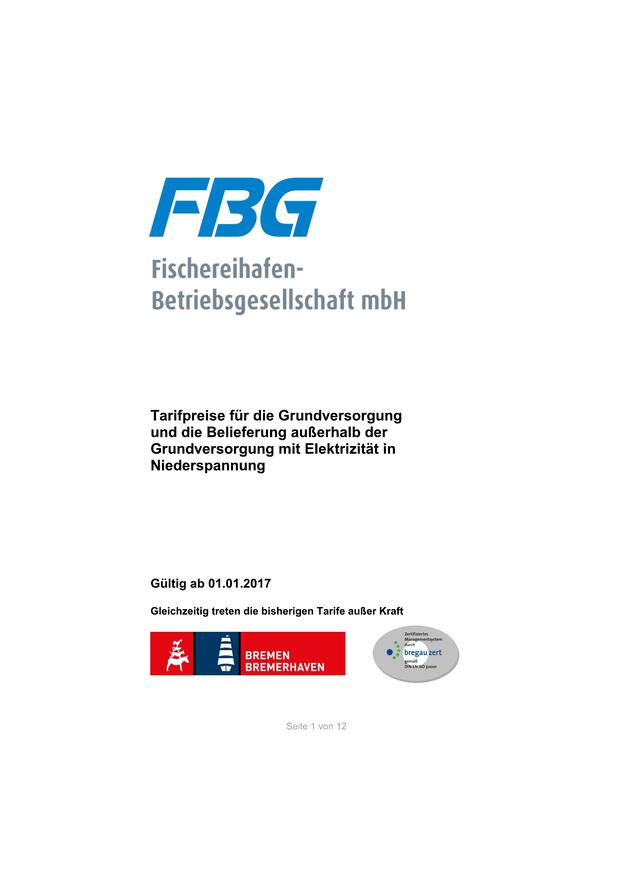 FBG
Fischereihafen-
Betriebsgesellschaft mbH
Tarifpreise für die Grundversorgung
und die Belieferung außerhalb der
Grundversorgung mit Elektrizität in
Niederspannung
Gültig ab 01.01.2017
Gleichzeitig treten die bisherigen Tarife außer Kraft
BREMEN
BREMERHAVEN
Zertifiziertes
Managementsystem
durch
bregau zert
gemäß
DIN EN ISO 50001
Seite 1 von 12